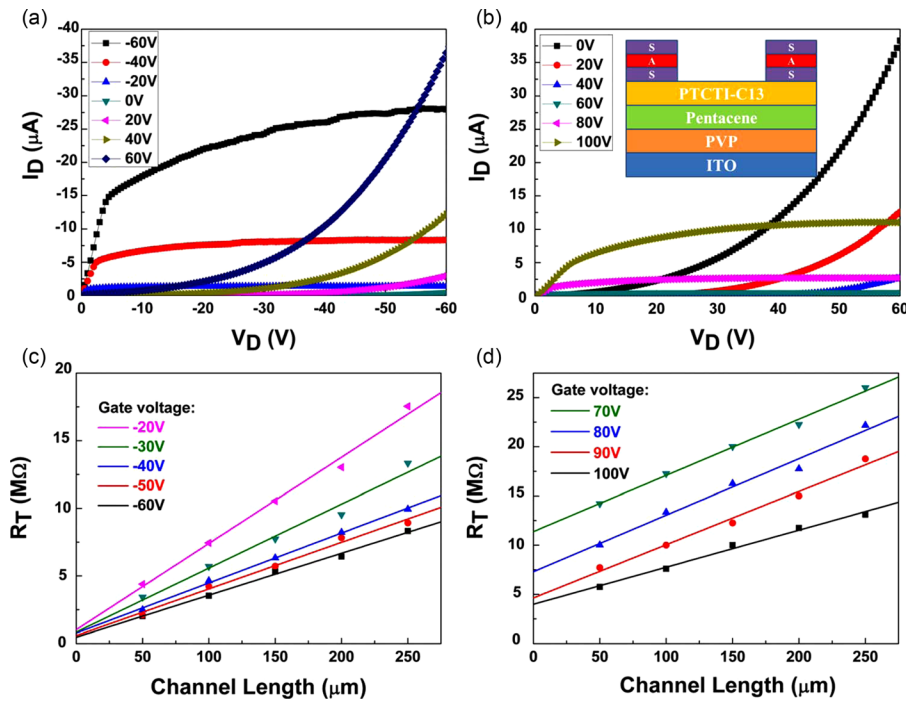 (a)
-60V
-40V
-20V
0V
20V
40V
60V
-40
-35
-30
-25
-20
-15
-10
-5
0
I_D (μA)
0
-10
-20
-30
-40
-50
-60
V_D (V)
(b)
0V
20V
40V
60V
80V
100V
S S
A A
S S
PTCTI-C13
Pentacene
PVP
ITO
40
35
30
25
20
15
10
5
0
I_D (μA)
0
10
20
30
40
50
60
V_D (V)
(c)
Gate voltage:
-20V
-30V
-40V
-50V
-60V
20
15
10
5
0
R_T (MΩ)
0
50
100
150
200
250
Channel Length (μm)
(d)
Gate voltage:
70V
80V
90V
100V
25
20
15
10
5
0
R_T (MΩ)
0
50
100
150
200
250
Channel Length (μm)